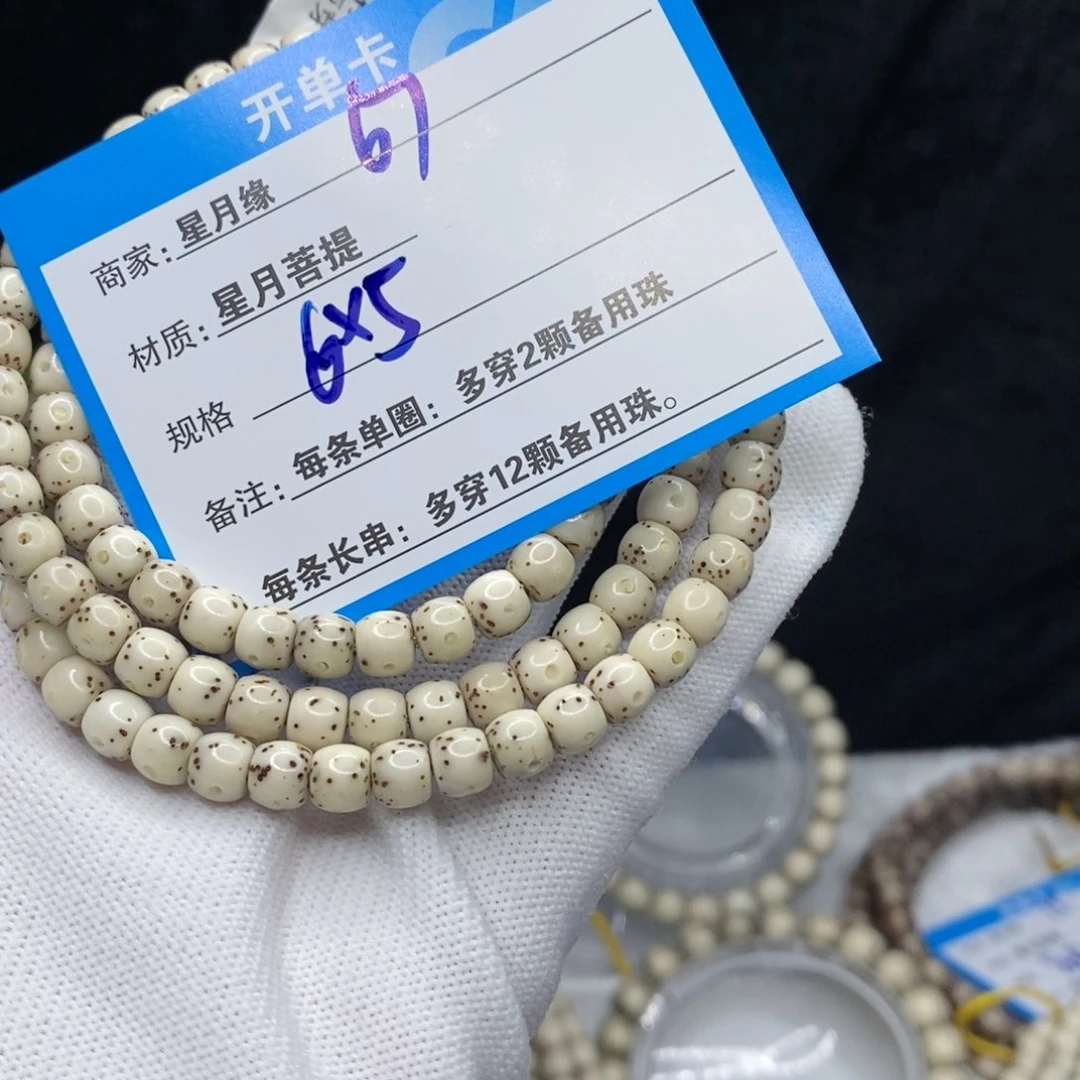 开单卡
67
商家：星月缘
材质：星月菩提
规格 6×5
备注：每条单圈：多穿2颗备用珠
每条长串：多穿12颗备用珠。